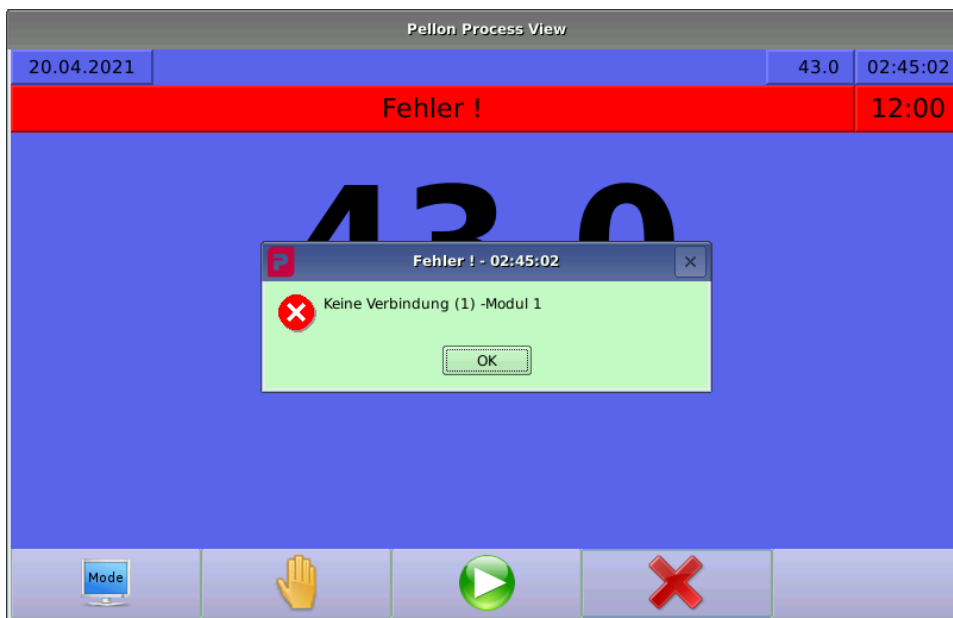 Pellon Process View
20.04.2021 43.0 02:45:02
Fehler ! 12:00
43.0
Fehler ! - 02:45:02
Keine Verbindung (1) -Modul 1
OK
Mode